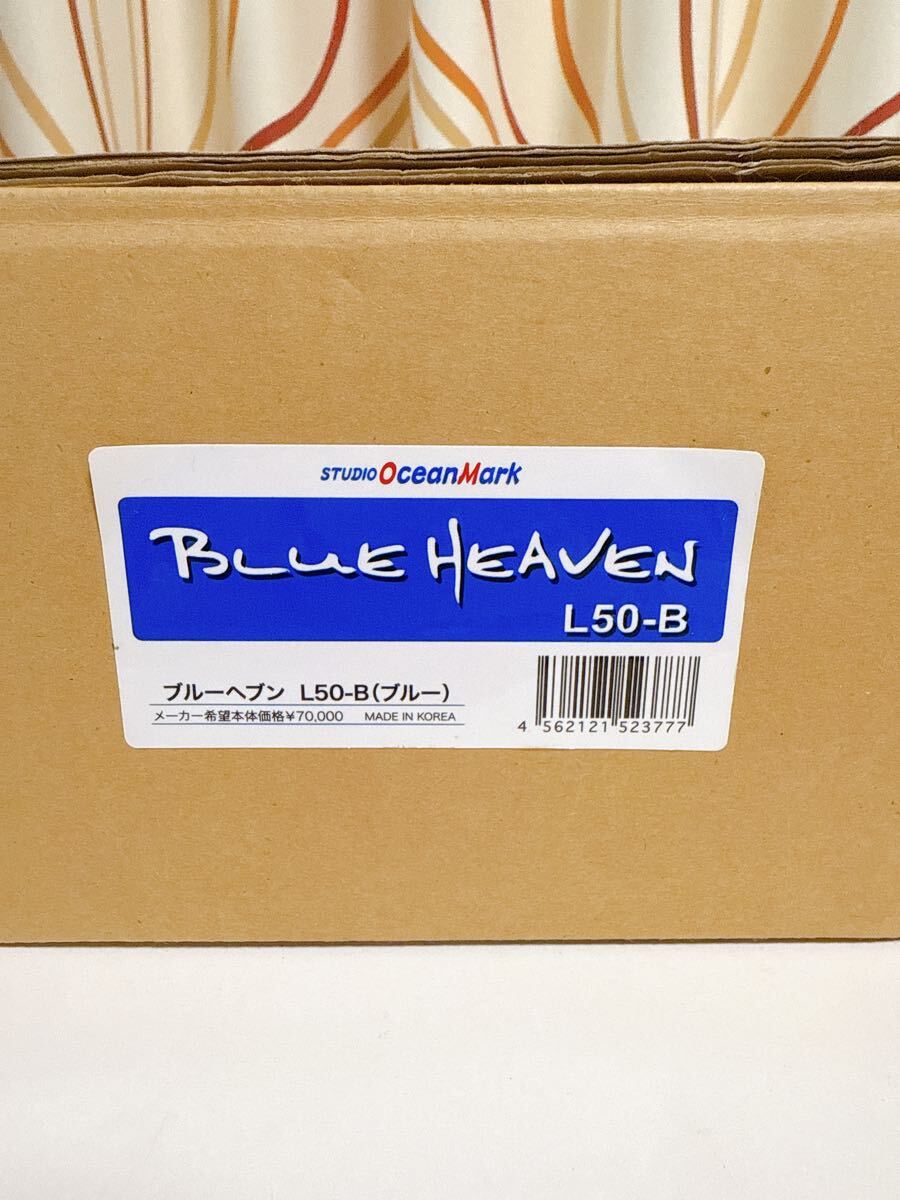 STUDIO OceanMark
BLUE HEAVEN
L50-B
ブルーヘブン L50-B(ブルー)
メーカー希望本体価格¥70,000 MADE IN KOREA
4 562121 523777